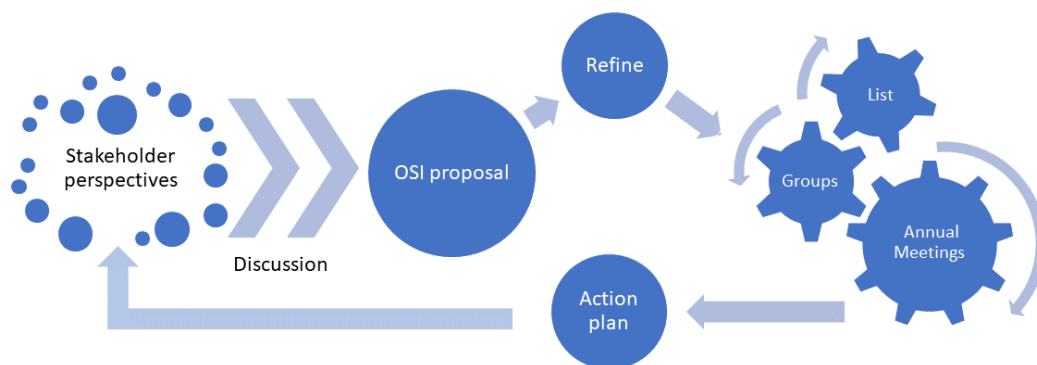 Stakeholder
perspectives
Discussion
OSI proposal
Refine
List
Groups
Annual
Meetings
Action
plan